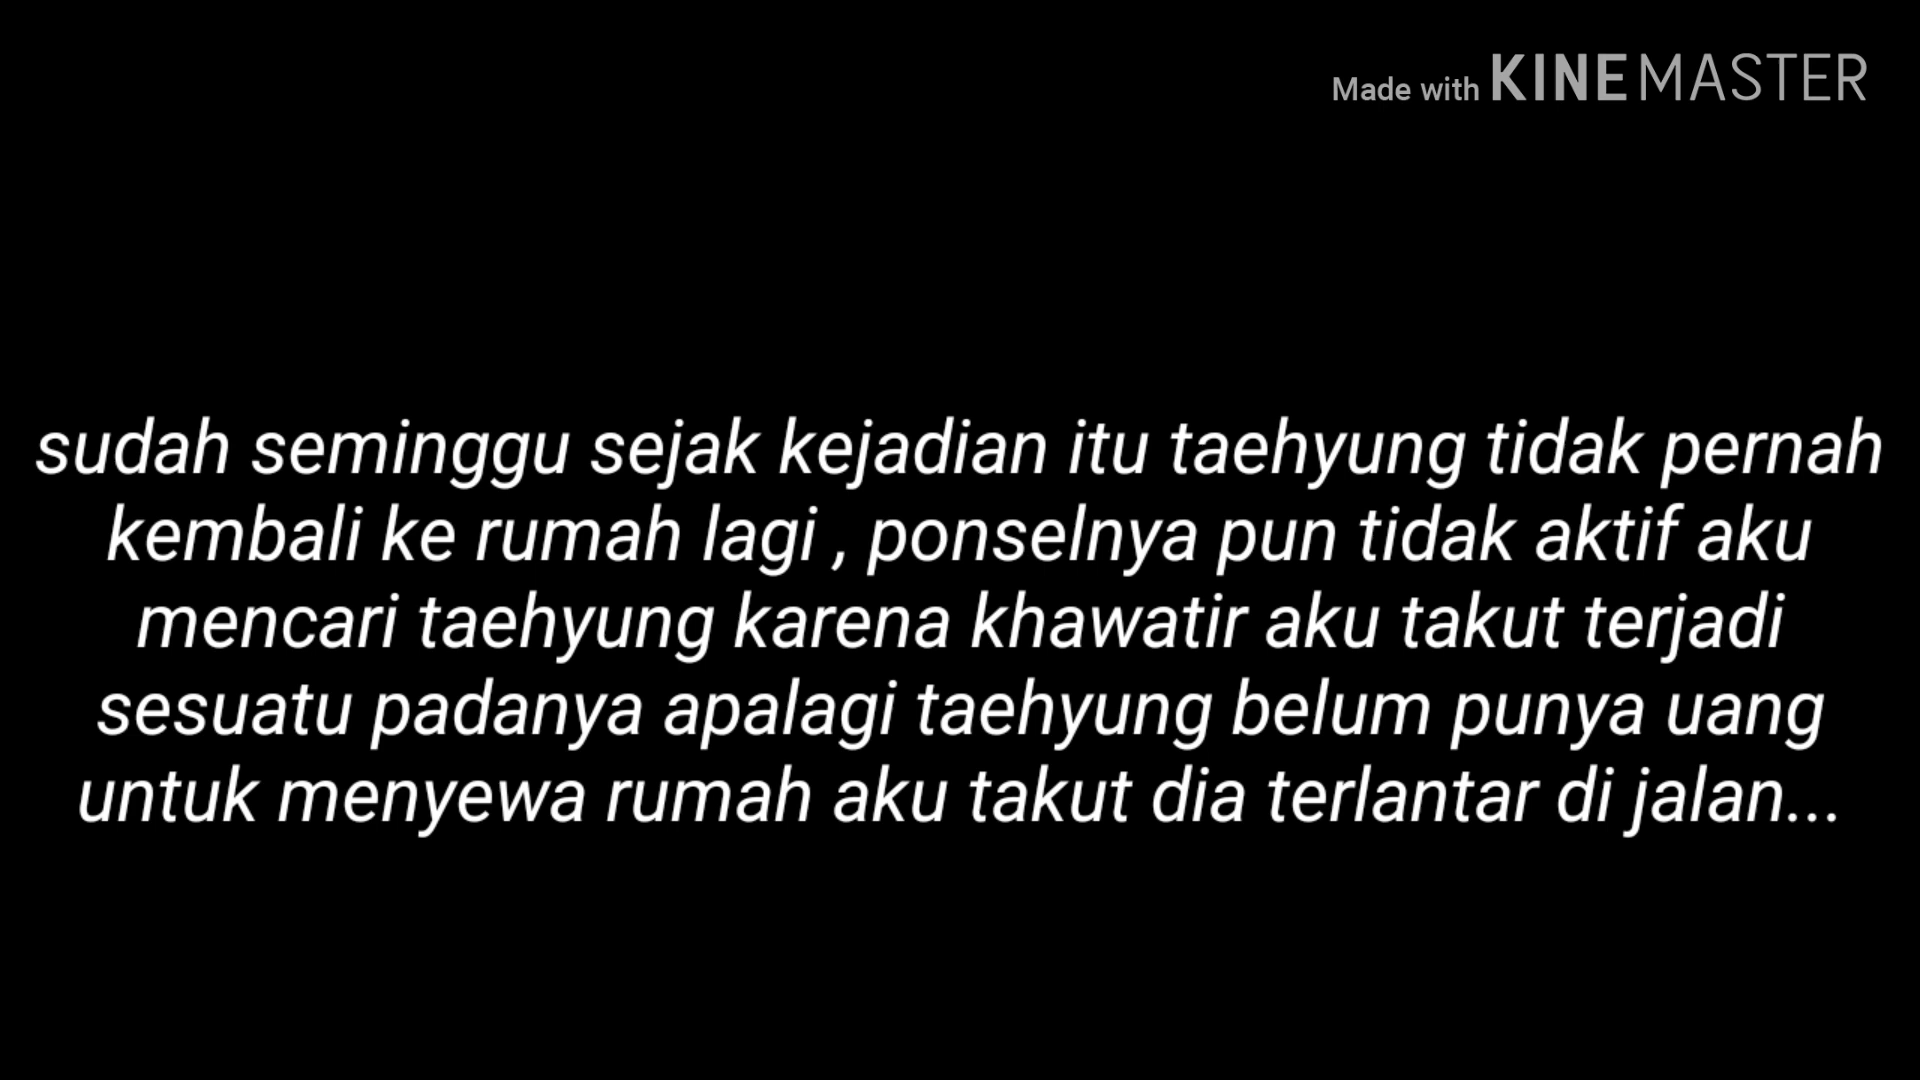 Made with KINEMASTER
sudah seminggu sejak kejadian itu taehyung tidak pernah
kembali ke rumah lagi , ponselnya pun tidak aktif aku
mencari taehyung karena khawatir aku takut terjadi
sesuatu padanya apalagi taehyung belum punya uang
untuk menyewa rumah aku takut dia terlantar di jalan...